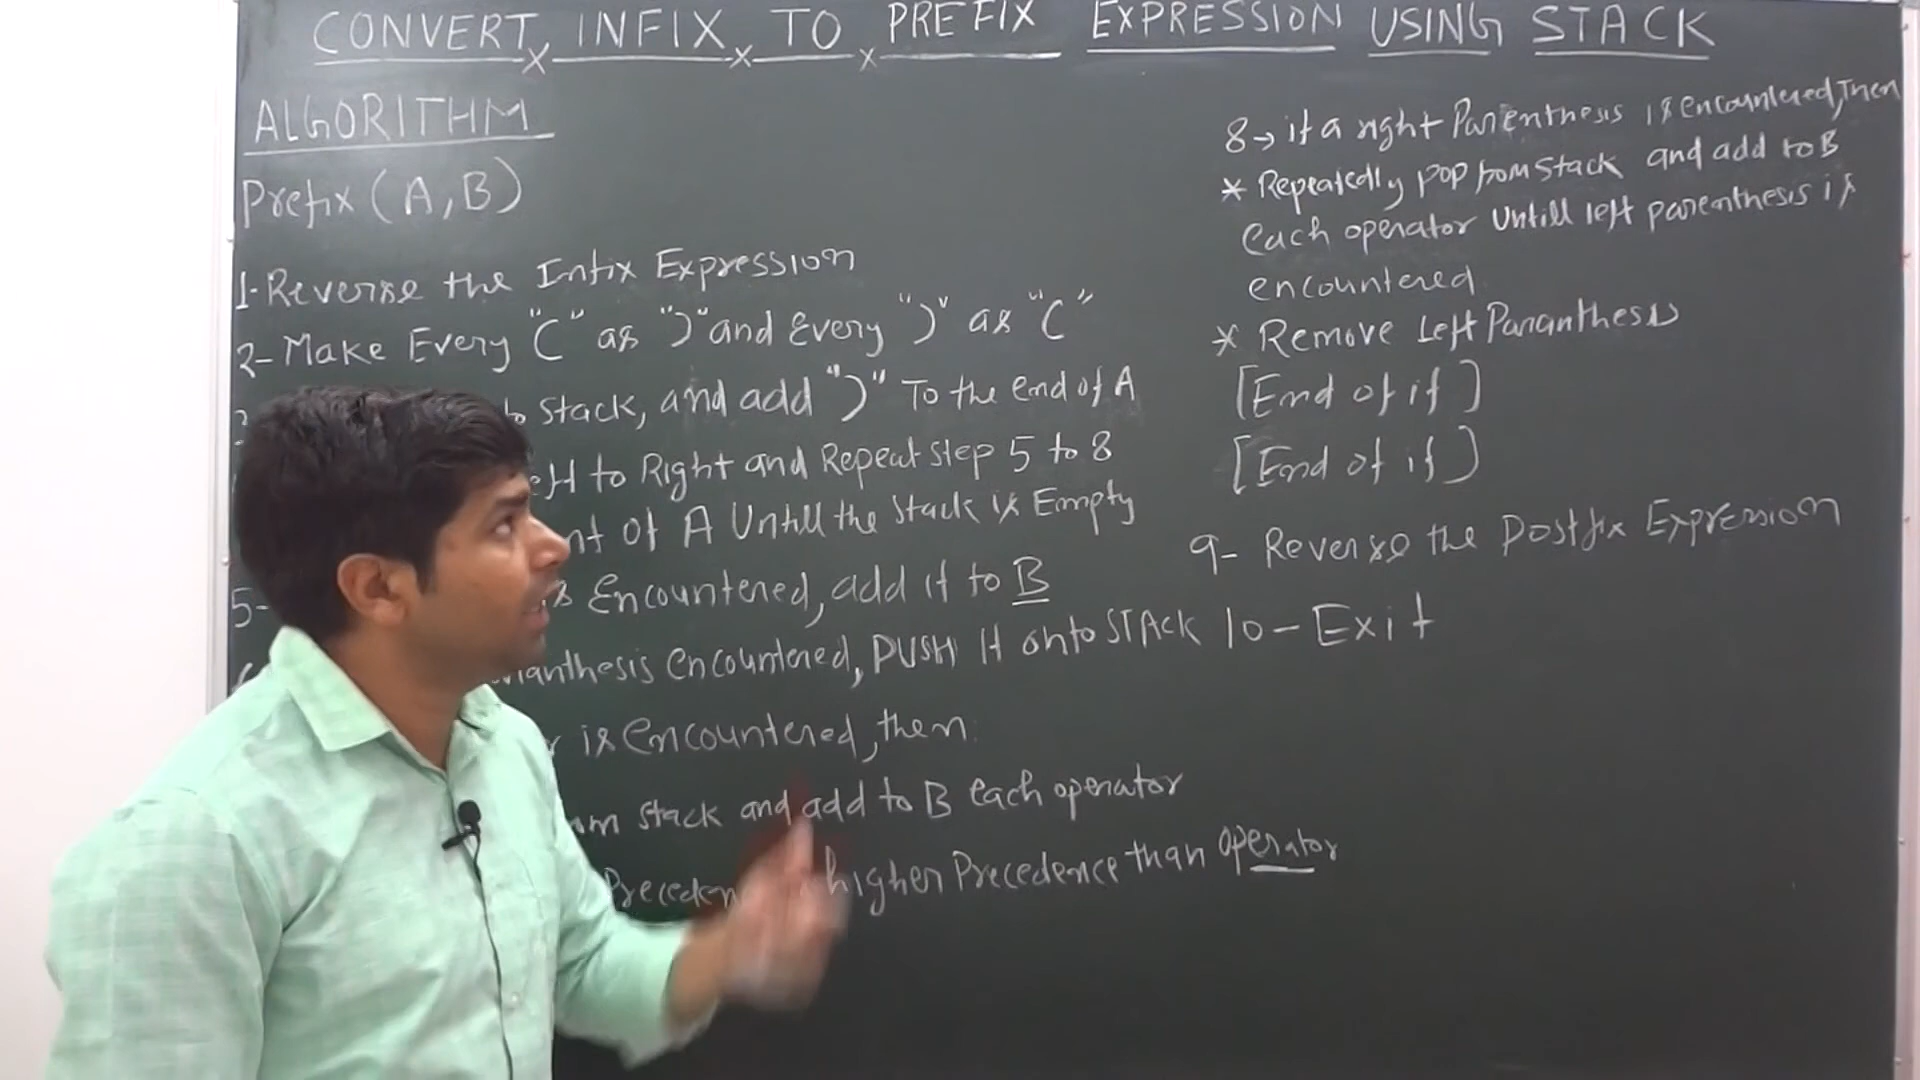 CONVERT INFIX TO PREFIX EXPRESSION USING STACK
ALGORITHM
Prefix (A, B)
1- Reverse the Infix Expression
2- Make Every "(" as ")" and Every ")" as "("
Stack, and add ")" To the end of A
to Right and Repeat step 5 to 8
of A Untill the Stack is Empty
5- Encountered, add it to B
encountered, PUSH it onto STACK
is encountered, then
Stack and add to B each operator
higher Precedence than operator
8→ if a right Parenthesis is encountered, Then
* Repeatedly pop from Stack and add to B
each operator Untill left parenthesis is
encountered
* Remove Left Paranthesis
[End of if]
[End of if]
9- Reverse the Postfix Expression
10- Exit